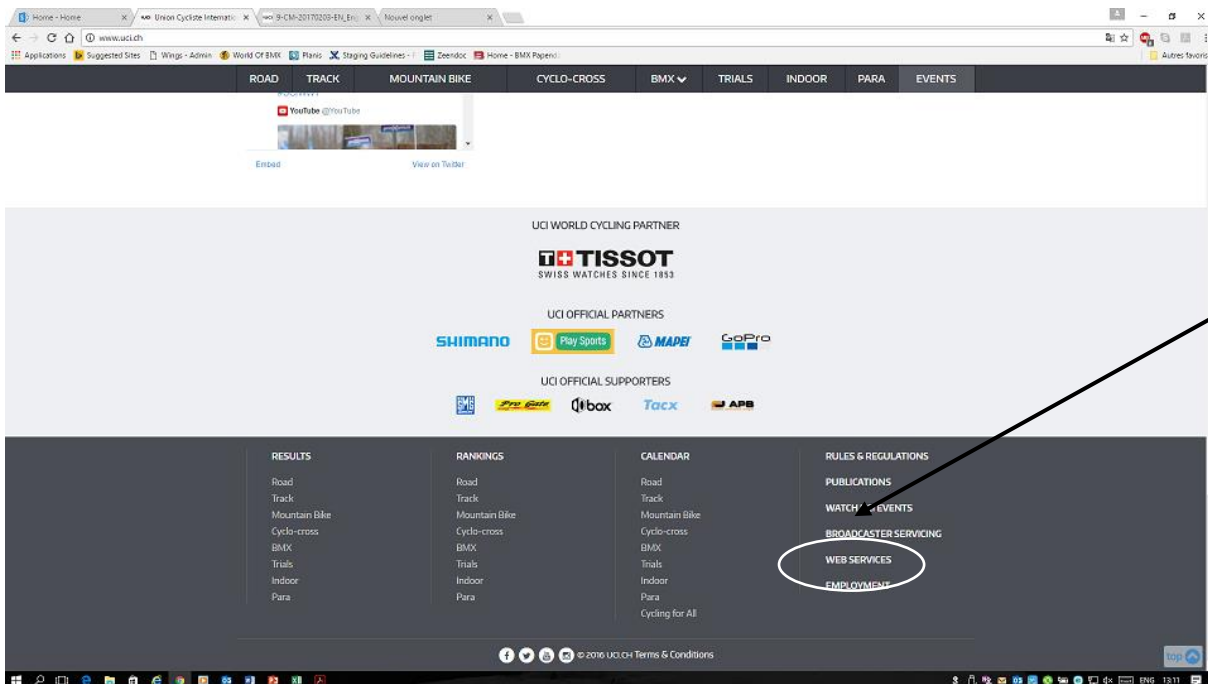 Home - Home
Union Cycliste Internatic
9-CM-20170203-EN_Eng
Nouvel onglet
www.uci.ch
Applications Suggested Sites Wings - Admin World Of BMX Planis Staging Guidelines - Zeendoc Home - BMX Papend
Autres favoris
ROAD TRACK MOUNTAIN BIKE CYCLO-CROSS BMX TRIALS INDOOR PARA EVENTS
YouTube @YouTube
Embed View on Twitter
UCI WORLD CYCLING PARTNER
TISSOT
SWISS WATCHES SINCE 1853
UCI OFFICIAL PARTNERS
SHIMANO Play Sports MAPEI GoPro
UCI OFFICIAL SUPPORTERS
SMS Pro Gate box Tacx APB
RESULTS
Road
Track
Mountain Bike
Cyclo-cross
BMX
Trials
Indoor
Para
RANKINGS
Road
Track
Mountain Bike
Cyclo-cross
BMX
Trials
Indoor
Para
CALENDAR
Road
Track
Mountain Bike
Cyclo-cross
BMX
Trials
Indoor
Para
Cycling for All
RULES & REGULATIONS
PUBLICATIONS
EVENTS
BROADCASTER SERVICING
WEB SERVICES
EMPLOYMENT
© 2016 UCI.CH Terms & Conditions
top
ENG 13:11